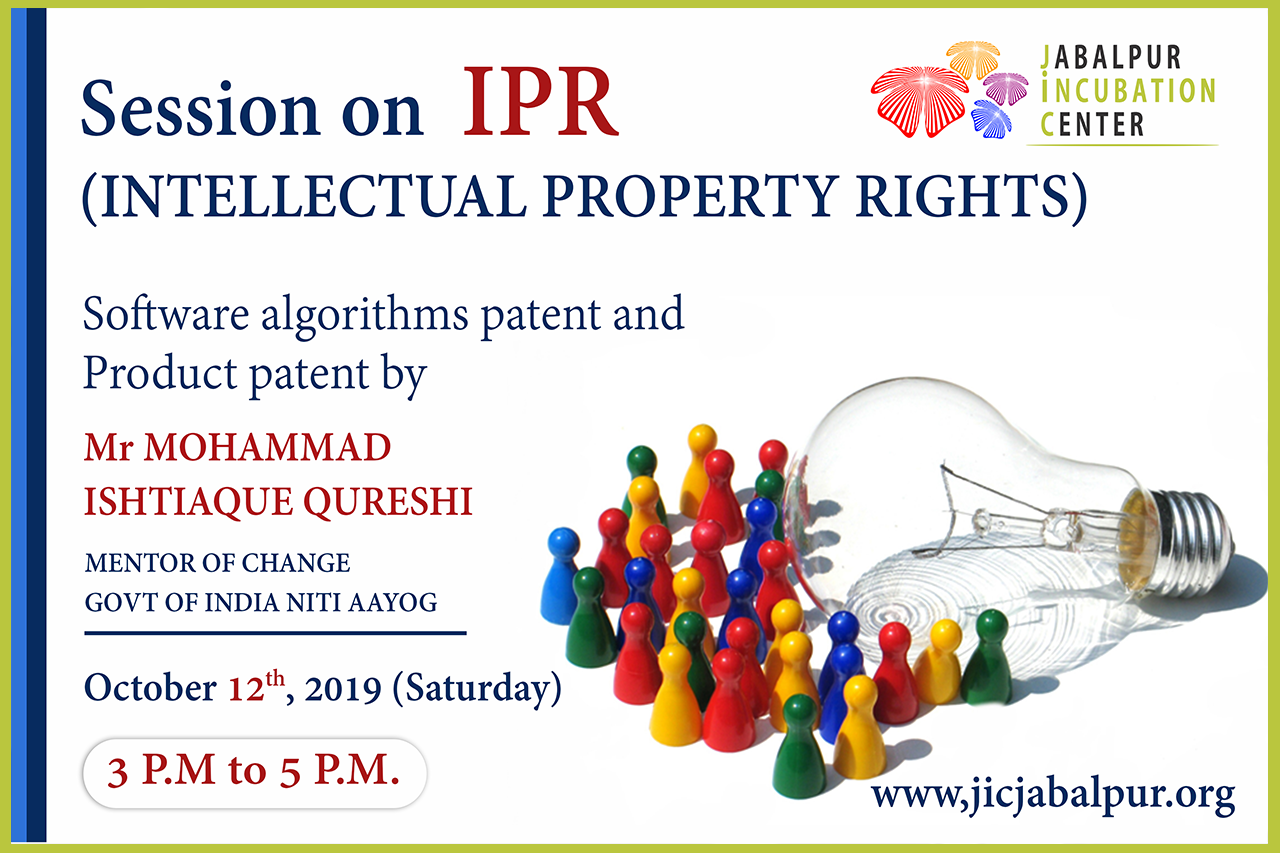 Session on IPR
(INTELLECTUAL PROPERTY RIGHTS)
JABALPUR
INCUBATION
CENTER
Software algorithms patent and
Product patent by
Mr MOHAMMAD
ISHTIAQUE QURESHI
MENTOR OF CHANGE
GOVT OF INDIA NITI AAYOG
October 12th, 2019 (Saturday)
3 P.M to 5 P.M.
www,jicjabalpur.org